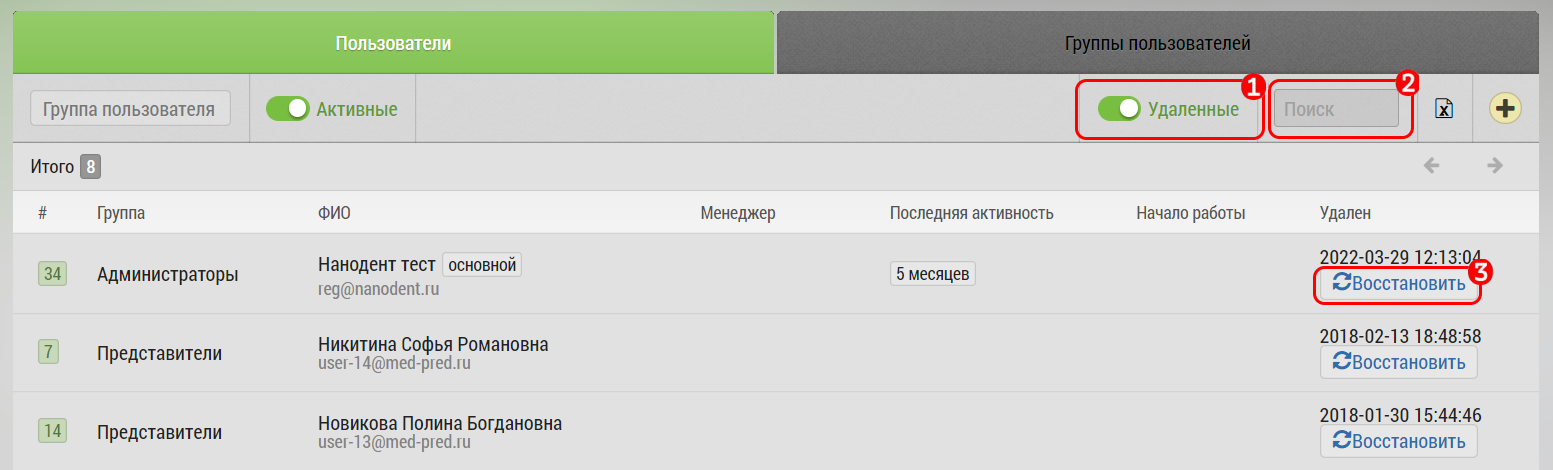 Пользователи
Группы пользователей
Группа пользователя
Активные
1
Удаленные
2
Поиск
X
Итого 8
# Группа ФИО Менеджер Последняя активность Начало работы Удален
34 Администраторы Нанодент тест основной 5 месяцев 2022-03-29 12:13:04
reg@nanodent.ru Восстановить 3
7 Представители Никитина Софья Романовна 2018-02-13 18:48:58
user-14@med-pred.ru Восстановить
14 Представители Новикова Полина Богдановна 2018-01-30 15:44:46
user-13@med-pred.ru Восстановить